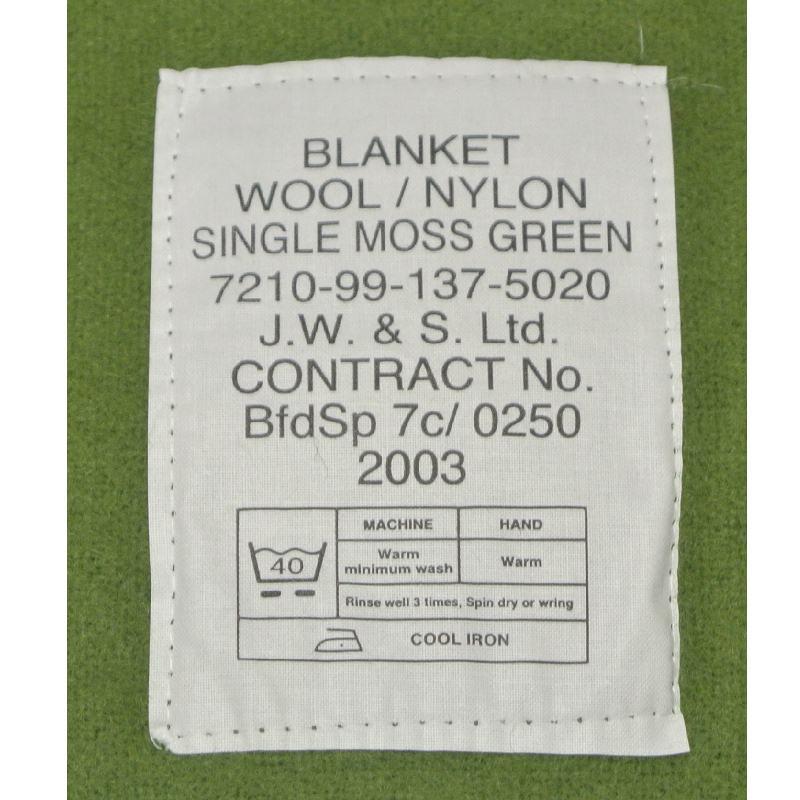 BLANKET
WOOL / NYLON
SINGLE MOSS GREEN
7210-99-137-5020
J.W. & S. Ltd.
CONTRACT No.
BfdSp 7c/ 0250
2003
MACHINE HAND
40
Warm minimum wash Warm
Rinse well 3 times, Spin dry or wring
COOL IRON